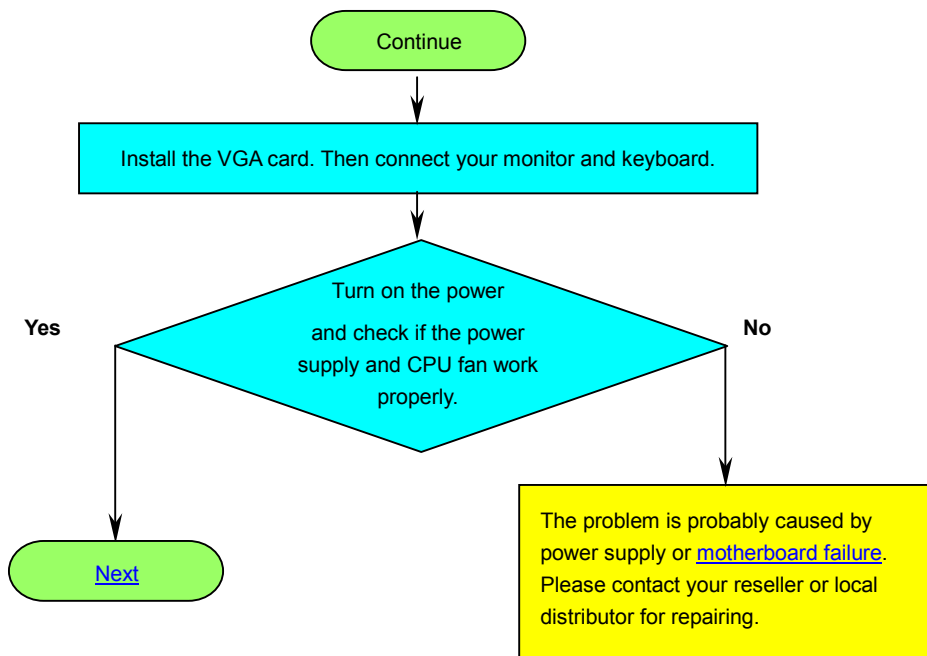 Continue
Install the VGA card. Then connect your monitor and keyboard.
Turn on the power
and check if the power
supply and CPU fan work
properly.
Yes
No
The problem is probably caused by
power supply or motherboard failure.
Please contact your reseller or local
distributor for repairing.
Next